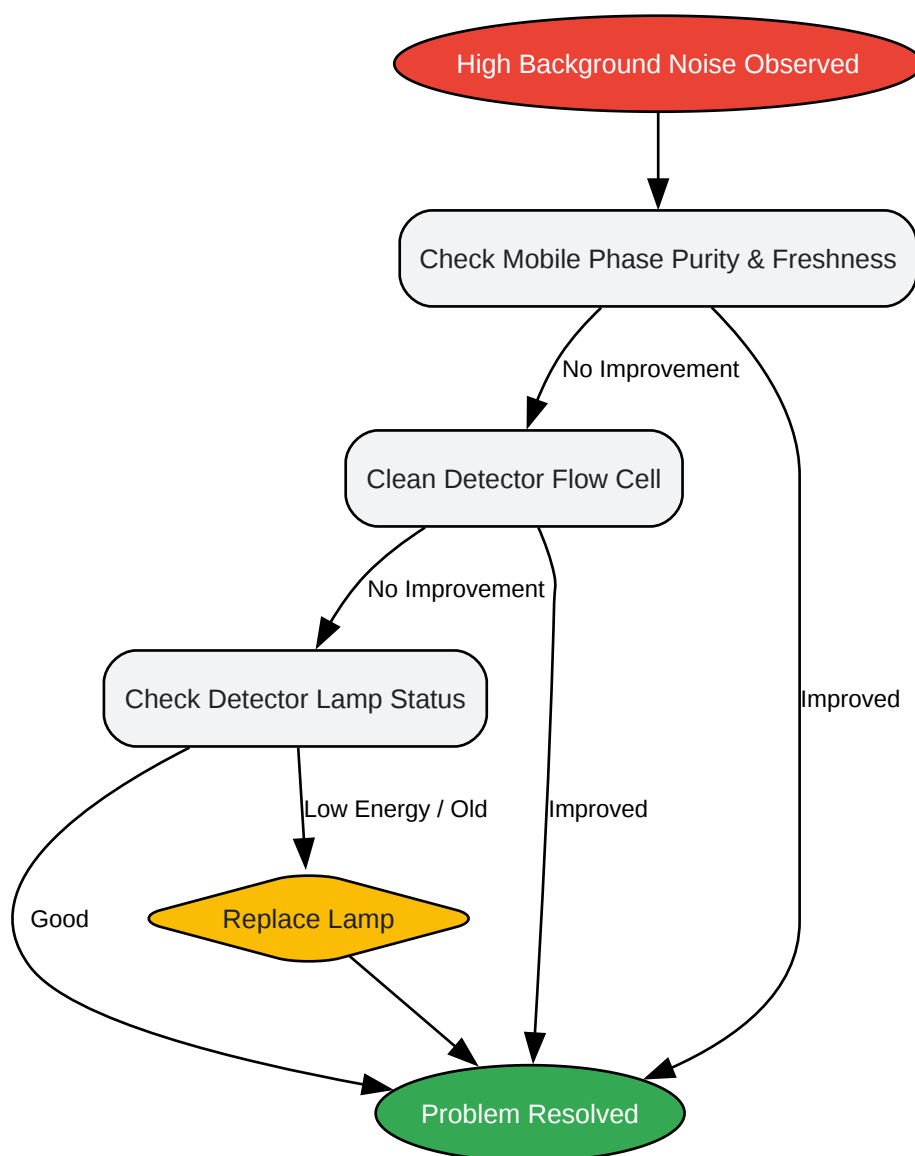 High Background Noise Observed
Check Mobile Phase Purity & Freshness
No Improvement
Clean Detector Flow Cell
No Improvement
Check Detector Lamp Status
Improved
Low Energy / Old
Improved
Good
Replace Lamp
Problem Resolved